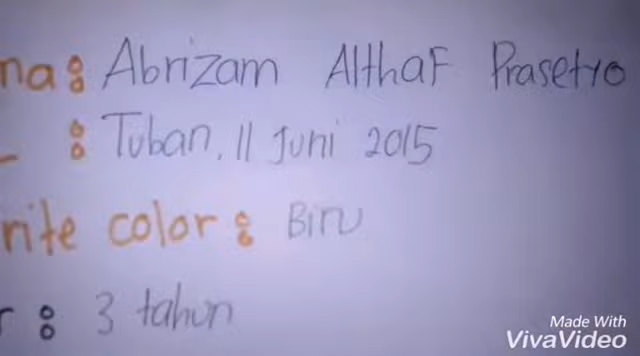 na : Abrizam Althaf Prasetyo
: Tuban, 11 Juni 2015
rite color : Biru
r : 3 tahun
Made With
VivaVideo